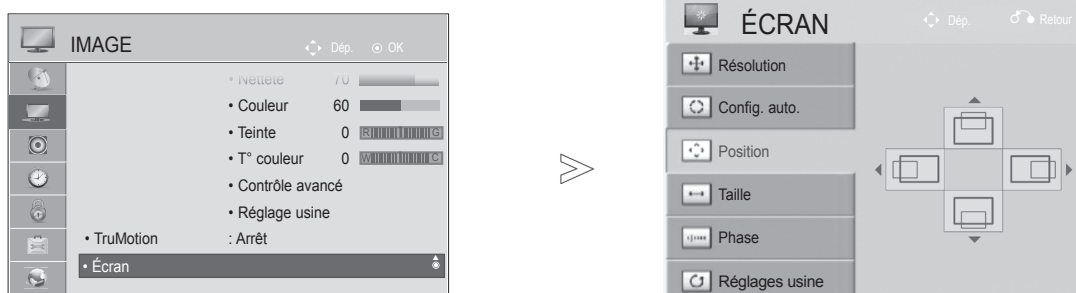 IMAGE
Dép. OK
• Netteté 70
• Couleur 60
• Teinte 0 R G
• T° couleur 0 W C
• Contrôle avancé
• Réglage usine
• TruMotion : Arrêt
• Écran
ÉCRAN
Dép. Retour
Résolution
Config. auto.
Position
Taille
Phase
Réglages usine